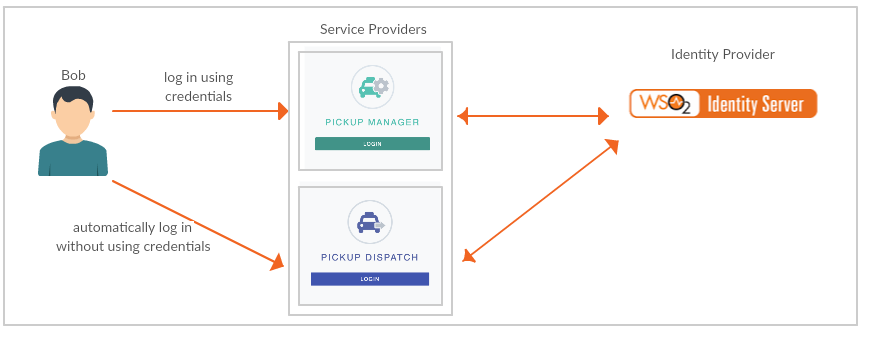 Service Providers
Identity Provider
Bob
log in using
credentials
PICKUP MANAGER
LOGIN
WSO2 Identity Server
automatically log in
without using credentials
PICKUP DISPATCH
LOGIN